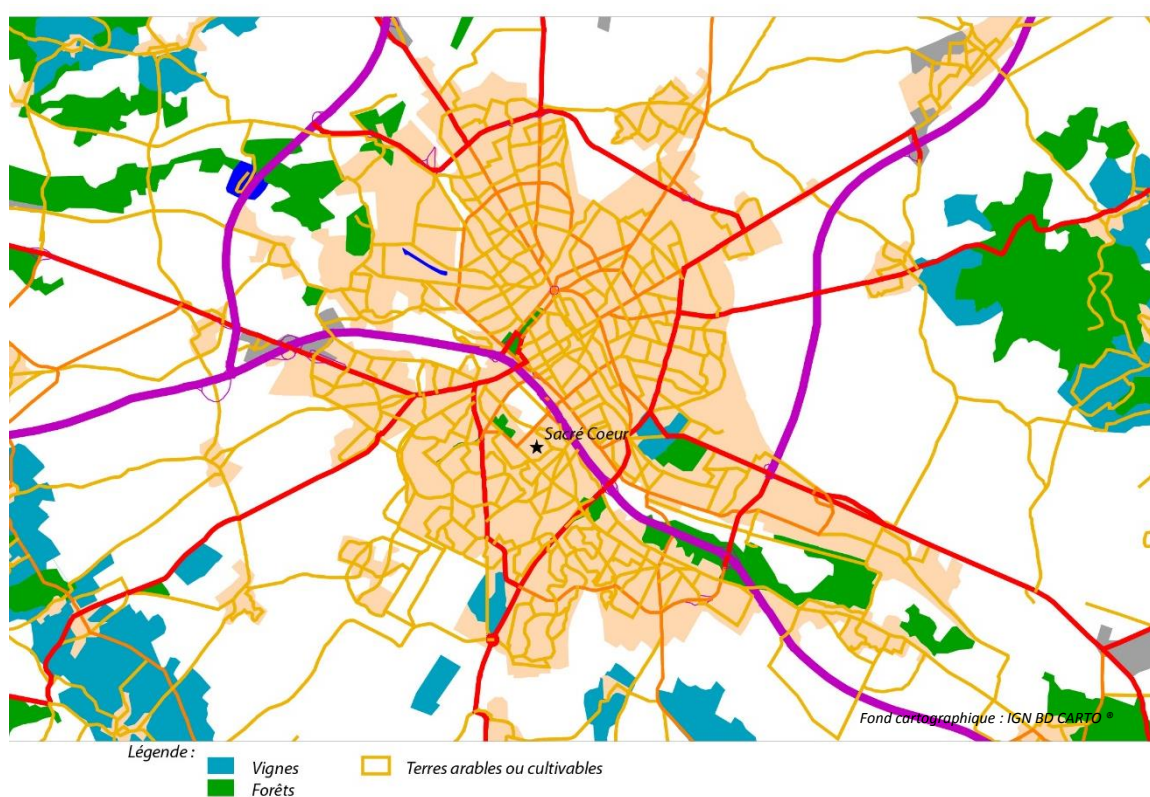 Sacré Coeur
Fond cartographique : IGN BD CARTO ®
Légende :
Vignes
Terres arables ou cultivables
Forêts